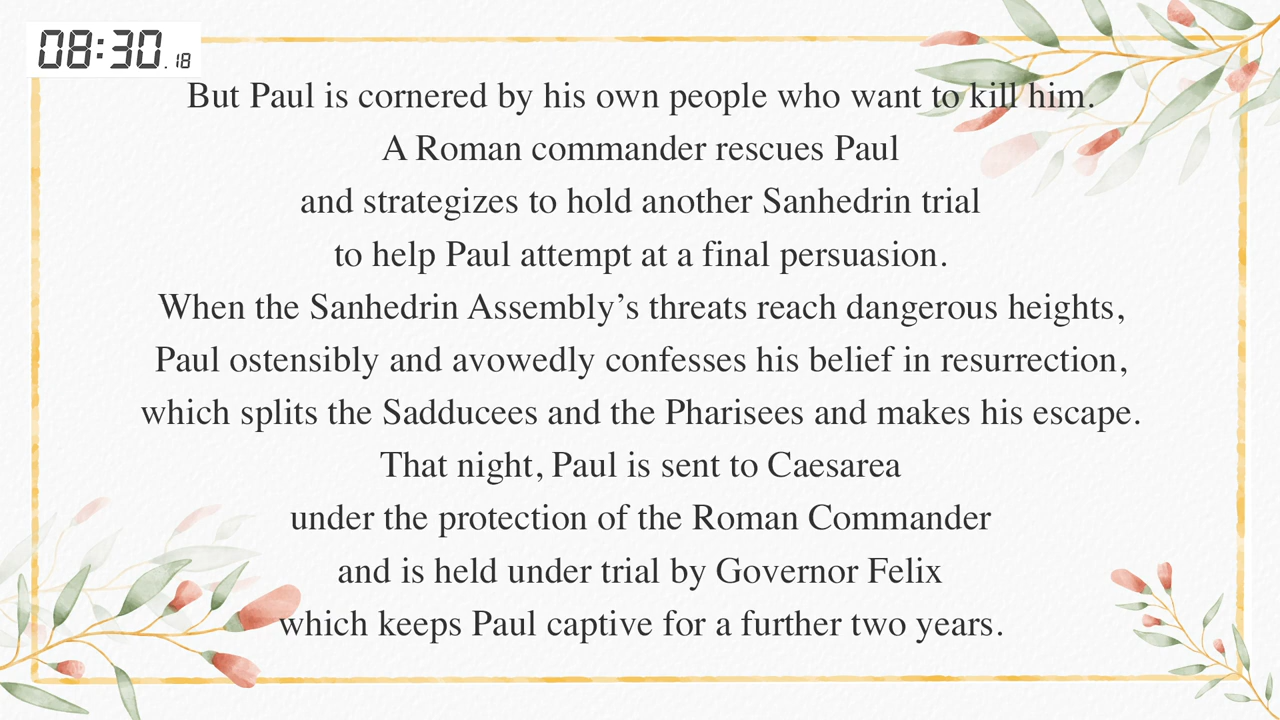 08:30.18
But Paul is cornered by his own people who want to kill him.
A Roman commander rescues Paul
and strategizes to hold another Sanhedrin trial
to help Paul attempt at a final persuasion.
When the Sanhedrin Assembly’s threats reach dangerous heights,
Paul ostensibly and avowedly confesses his belief in resurrection,
which splits the Sadducees and the Pharisees and makes his escape.
That night, Paul is sent to Caesarea
under the protection of the Roman Commander
and is held under trial by Governor Felix
which keeps Paul captive for a further two years.